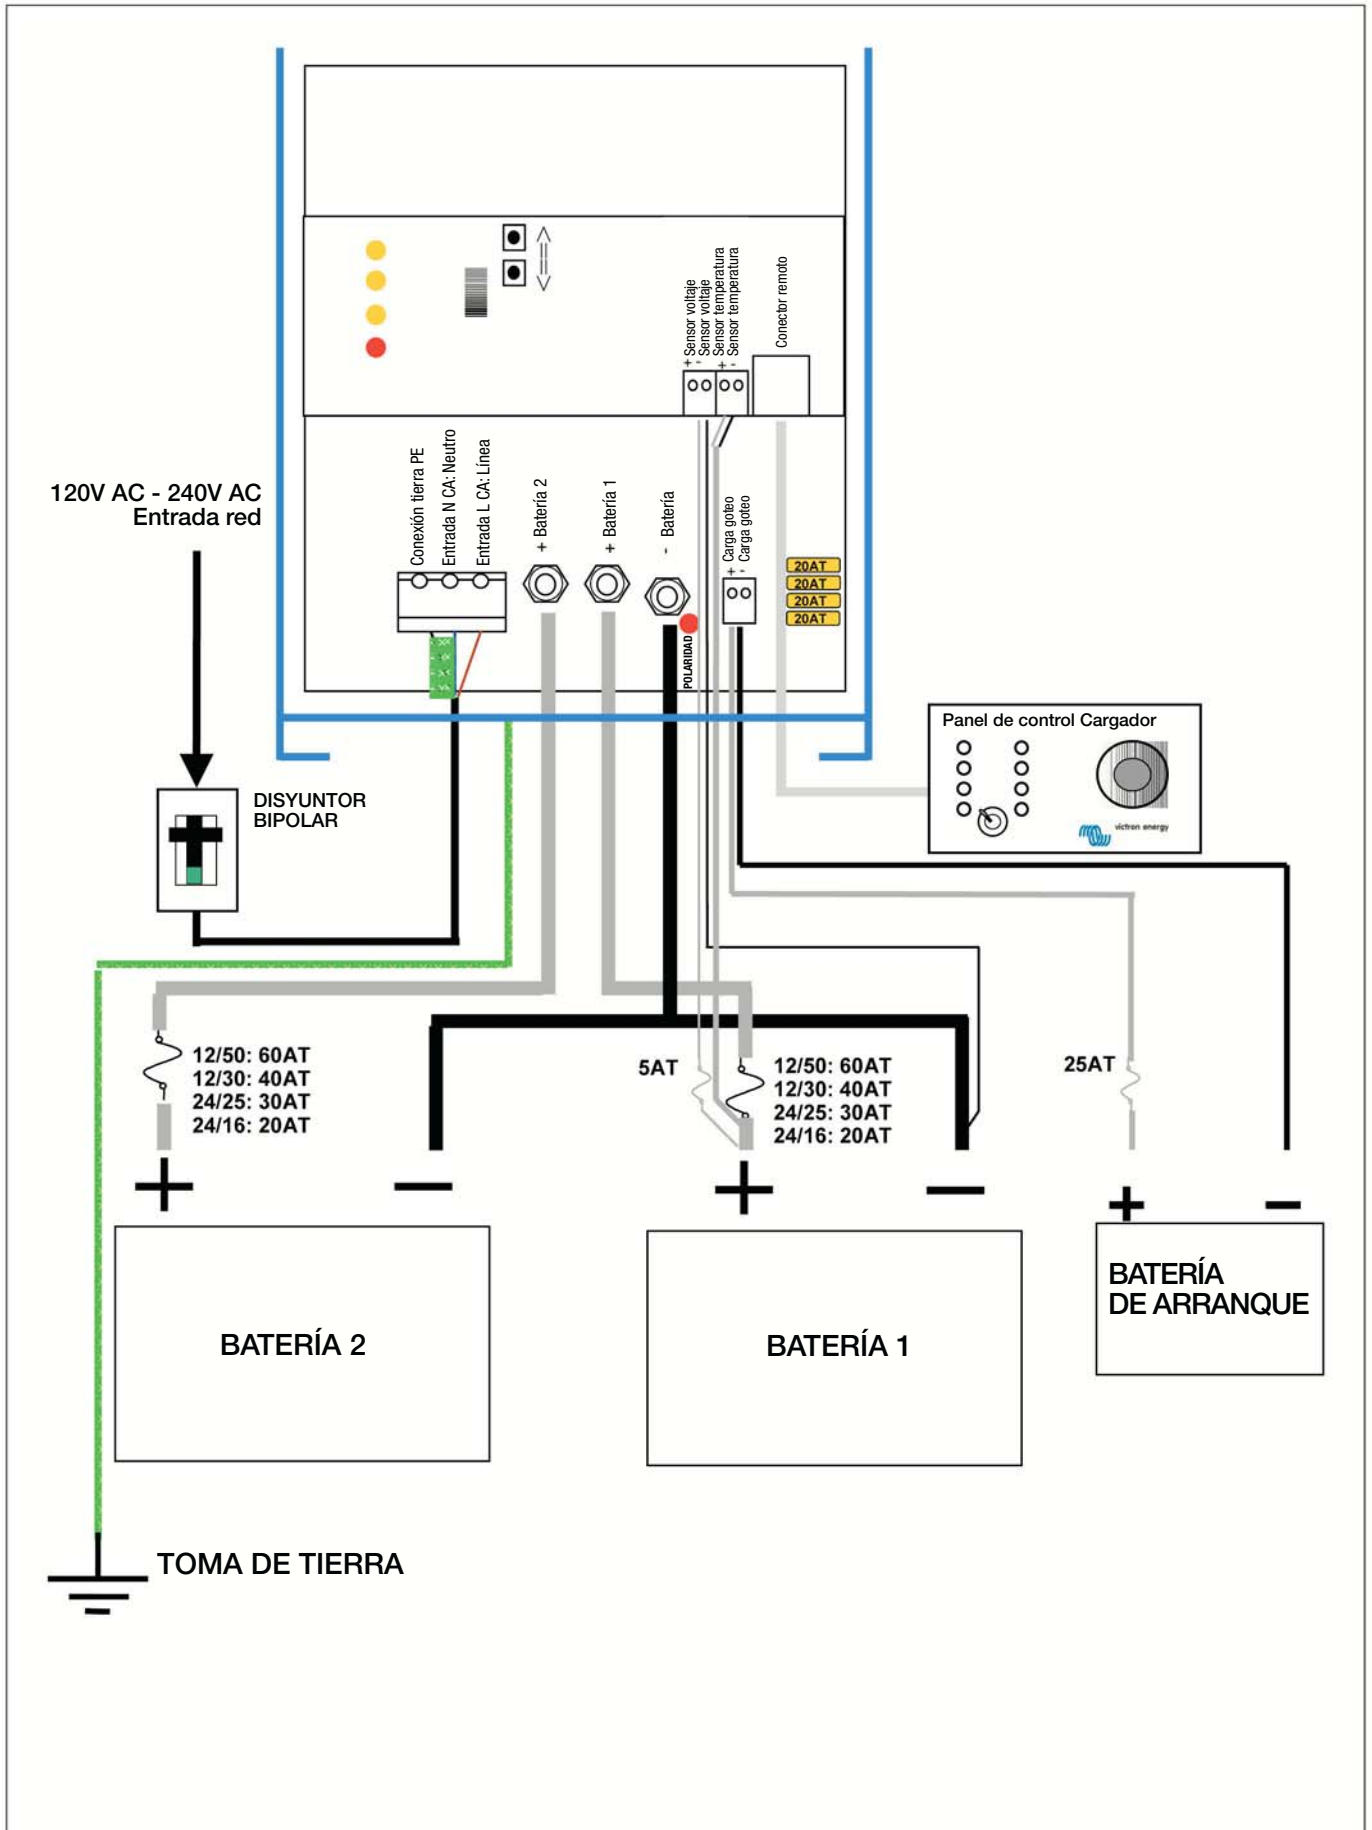 + Sensor voltaje
- Sensor voltaje
+ Sensor temperatura
- Sensor temperatura
Conector remoto
120V AC - 240V AC
Entrada red
Conexión tierra PE
Entrada N CA: Neutro
Entrada L CA: Línea
+ Batería 2
+ Batería 1
- Batería
+ Carga goteo
- Carga goteo
20AT
20AT
20AT
20AT
POLARIDAD
Panel de control Cargador
victron energy
DISYUNTOR
BIPOLAR
12/50: 60AT
12/30: 40AT
24/25: 30AT
24/16: 20AT
5AT
12/50: 60AT
12/30: 40AT
24/25: 30AT
24/16: 20AT
25AT
+
-
+
-
+
-
BATERÍA 2
BATERÍA 1
BATERÍA
DE ARRANQUE
TOMA DE TIERRA